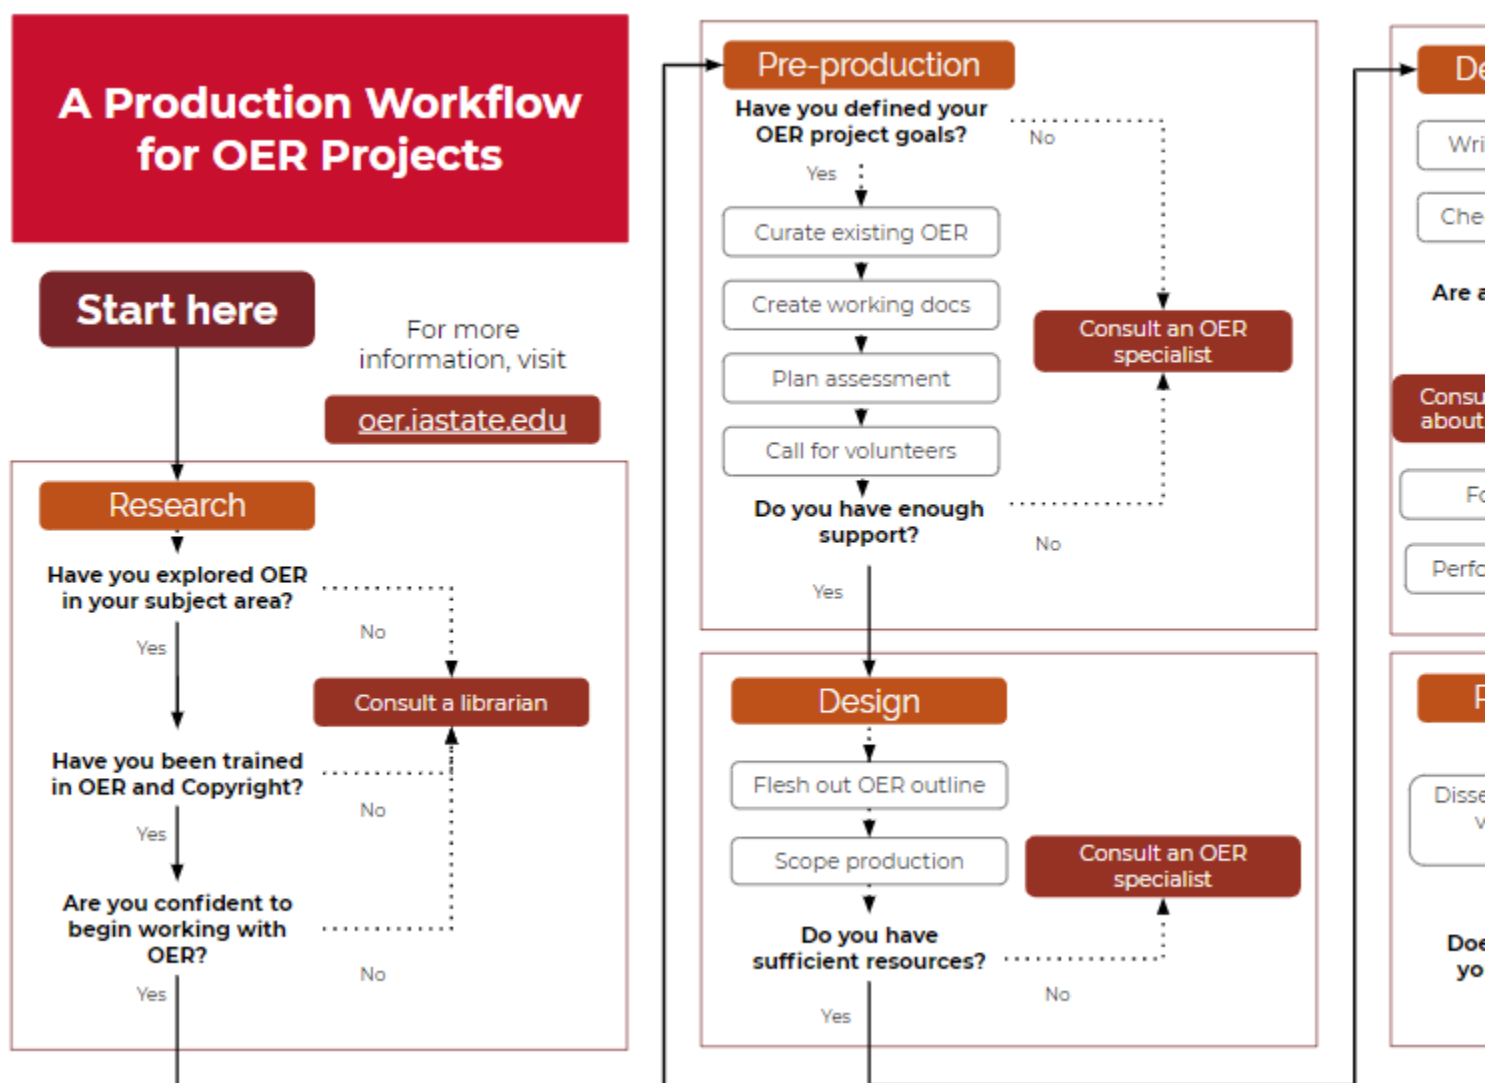 A Production Workflow
for OER Projects
Start here
For more
information, visit
oer.iastate.edu
Research
Have you explored OER
in your subject area?
No
Yes
Consult a librarian
Have you been trained
in OER and Copyright?
No
Yes
Are you confident to
begin working with
OER?
No
Yes
Pre-production
Have you defined your
OER project goals?
No
Yes
Curate existing OER
Create working docs
Consult an OER
specialist
Plan assessment
Call for volunteers
Do you have enough
support?
No
Yes
Design
Flesh out OER outline
Scope production
Consult an OER
specialist
Do you have
sufficient resources?
No
Yes
Are
about